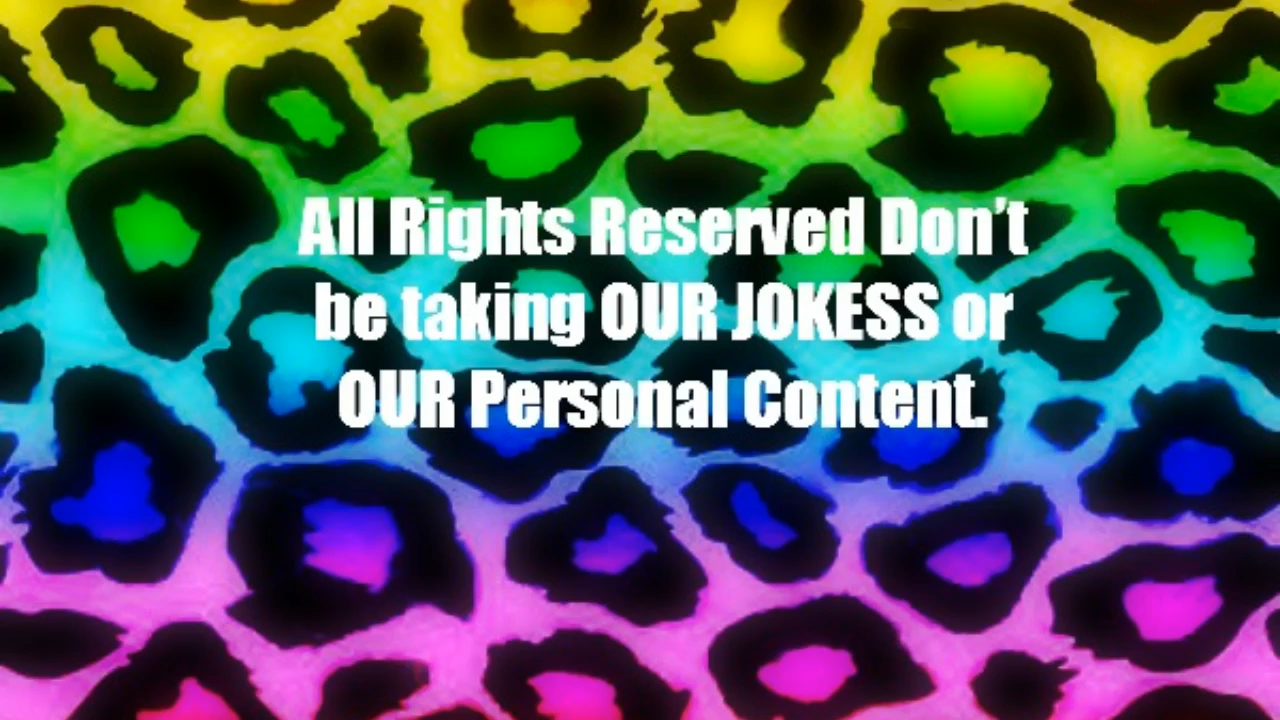 All Rights Reserved Don't
be taking OUR JOKESS or
OUR Personal Content.